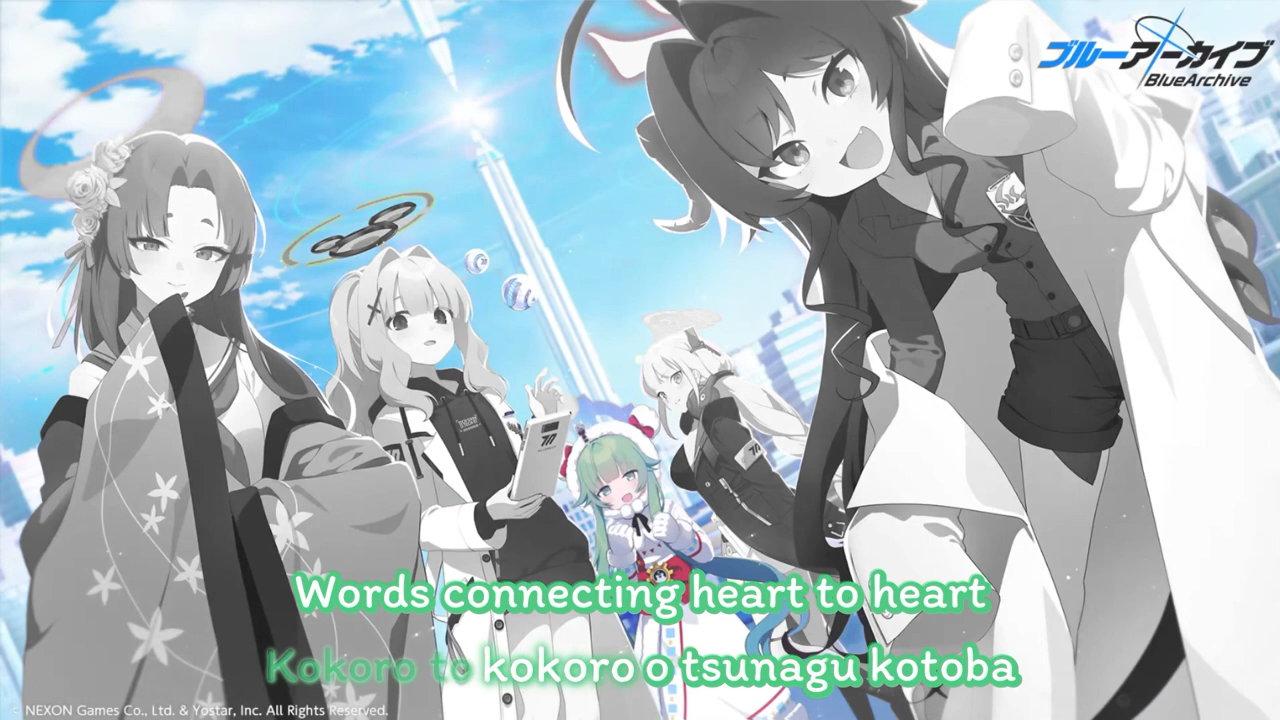 ブルーアーカイブ
BlueArchive
Words connecting heart to heart
Kokoro to kokoro o tsunagu kotoba
© NEXON Games Co., Ltd. & Yostar, Inc. All Rights Reserved.